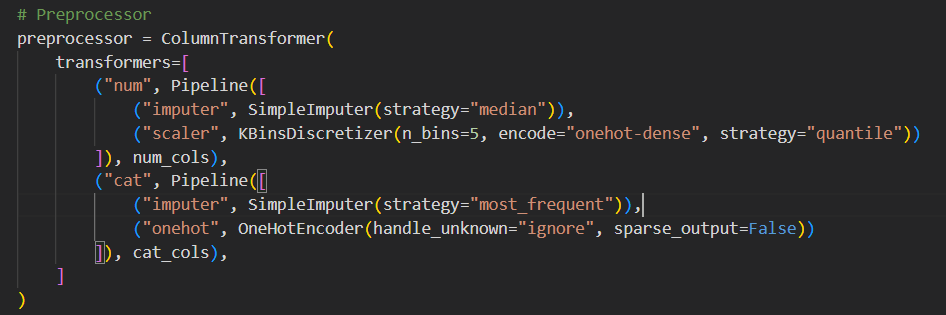 # Preprocessor
preprocessor = ColumnTransformer(
    transformers=[
        ("num", Pipeline([
            ("imputer", SimpleImputer(strategy="median")),
            ("scaler", KBinsDiscretizer(n_bins=5, encode="onehot-dense", strategy="quantile"))
        ]), num_cols),
        ("cat", Pipeline([
            ("imputer", SimpleImputer(strategy="most_frequent")),
            ("onehot", OneHotEncoder(handle_unknown="ignore", sparse_output=False))
        ]), cat_cols),
    ]
)